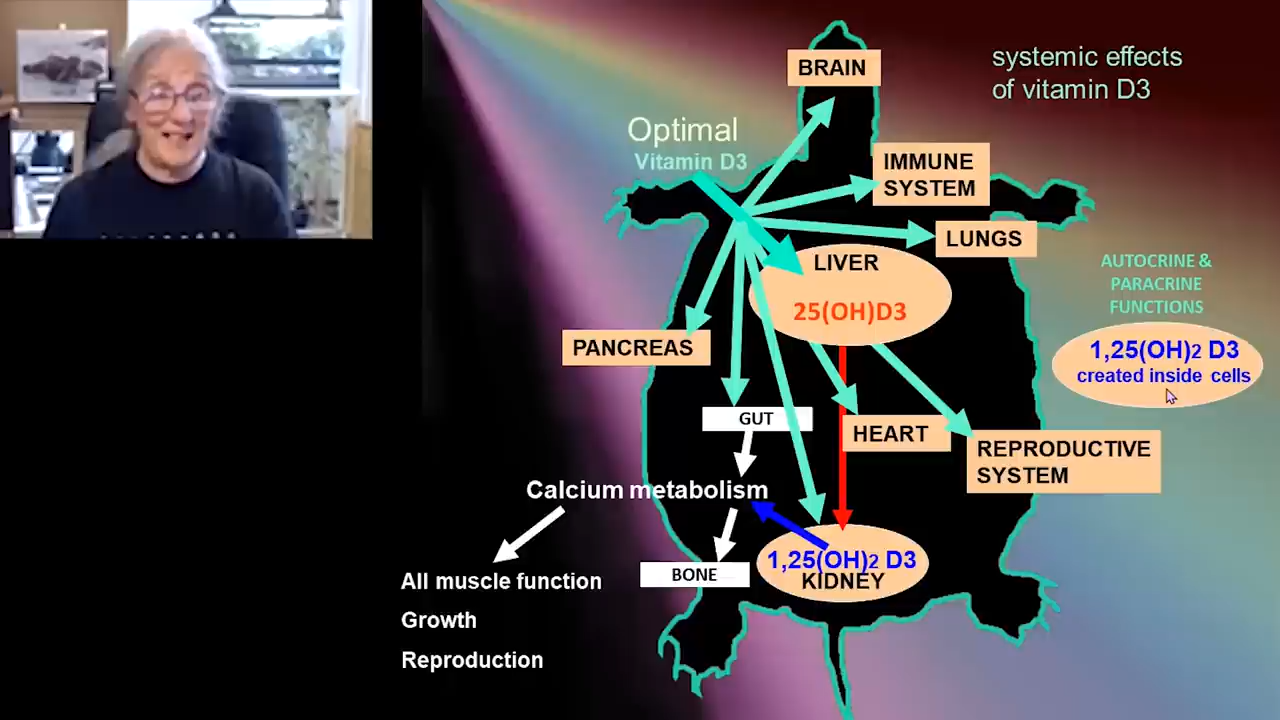 systemic effects
of vitamin D3
BRAIN
Optimal
Vitamin D3
IMMUNE
SYSTEM
LUNGS
LIVER
25(OH)D3
AUTOCRINE &
PARACRINE
FUNCTIONS
1,25(OH)2 D3
created inside cells
PANCREAS
GUT
HEART
REPRODUCTIVE
SYSTEM
Calcium metabolism
1,25(OH)2 D3
KIDNEY
BONE
All muscle function
Growth
Reproduction